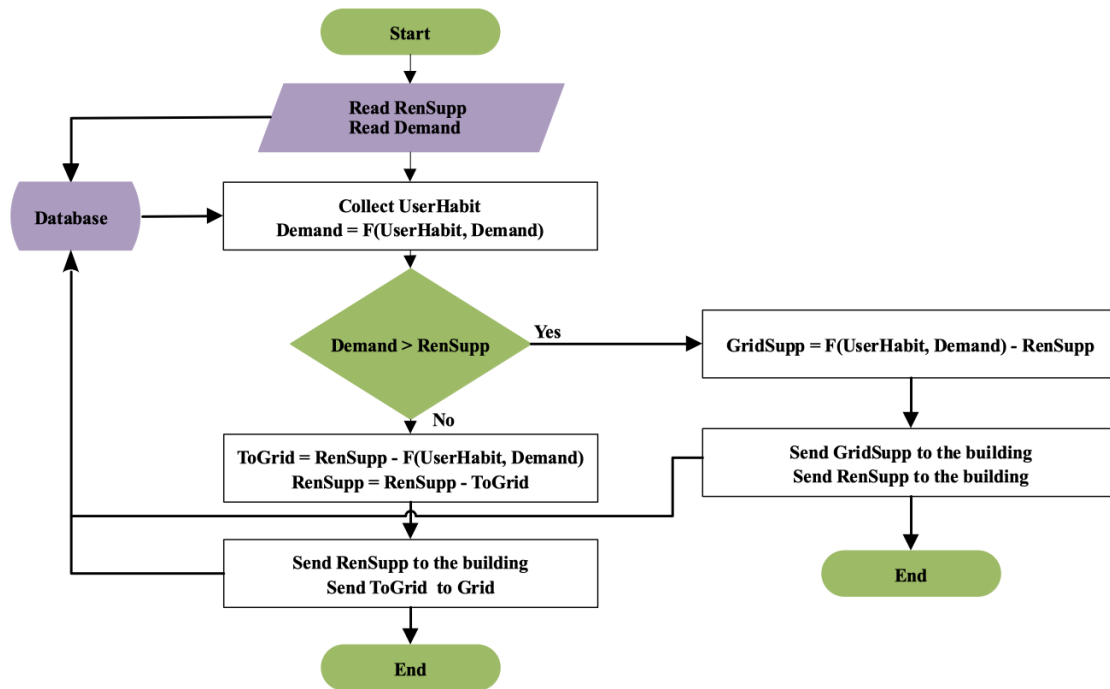 Start
Read RenSupp
Read Demand
Database
Collect UserHabit
Demand = F(UserHabit, Demand)
Demand > RenSupp
Yes
GridSupp = F(UserHabit, Demand) - RenSupp
No
ToGrid = RenSupp - F(UserHabit, Demand)
RenSupp = RenSupp - ToGrid
Send GridSupp to the building
Send RenSupp to the building
Send RenSupp to the building
Send ToGrid to Grid
End
End